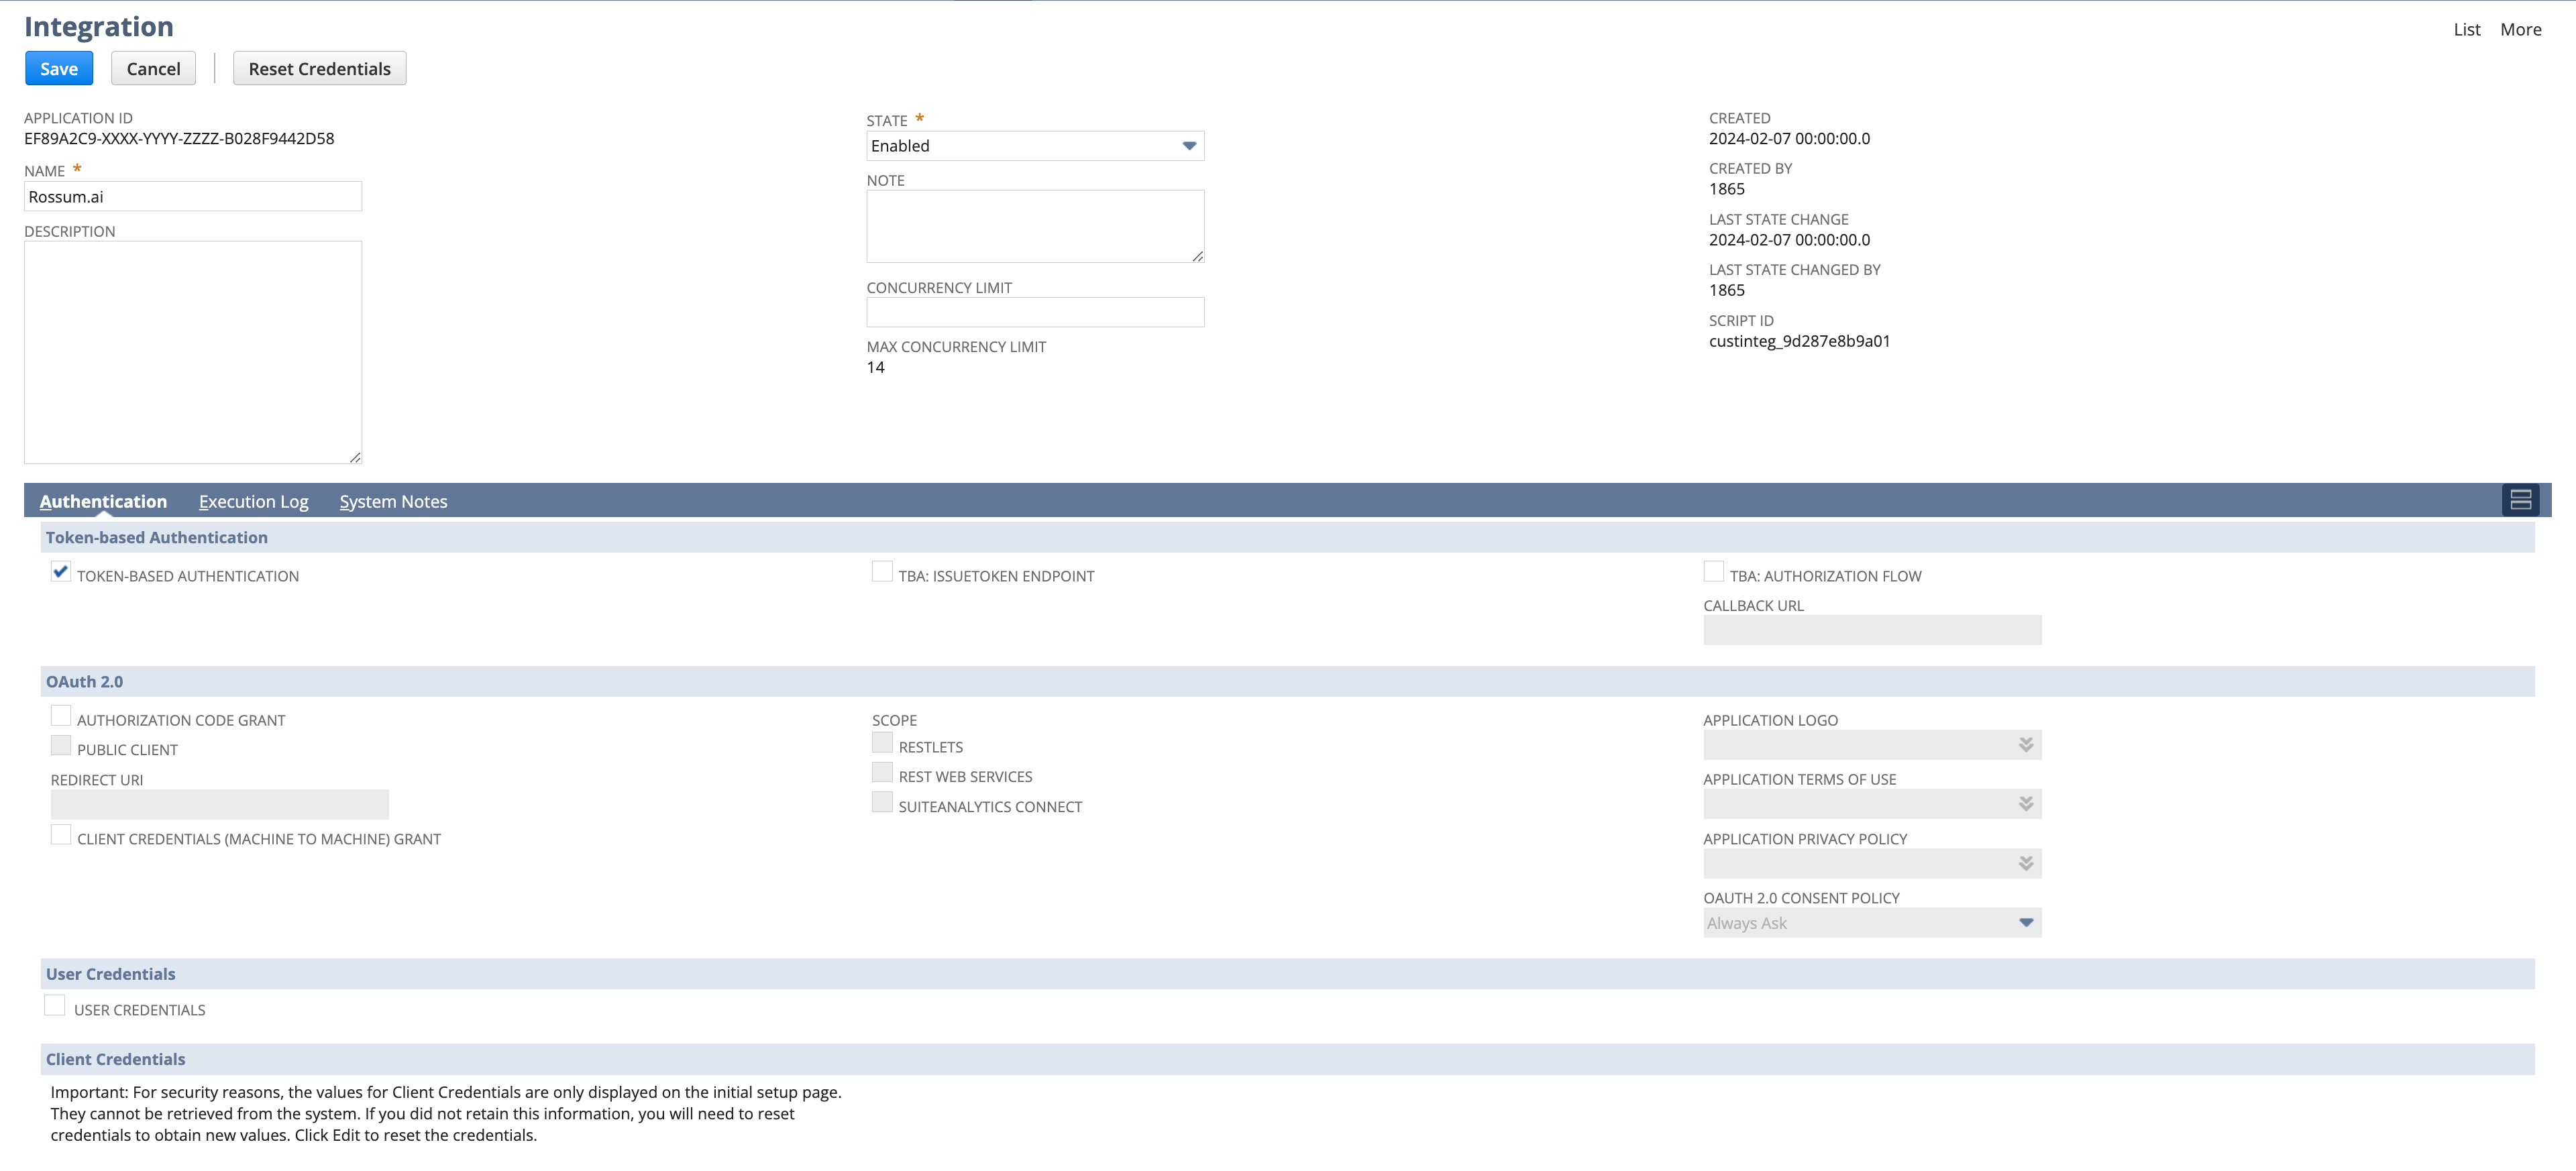 Integration
List More
Save Cancel Reset Credentials
APPLICATION ID
EF89A2C9-XXXX-YYYY-ZZZZ-B028F9442D58
NAME *
Rossum.ai
DESCRIPTION
STATE *
Enabled
NOTE
CONCURRENCY LIMIT
MAX CONCURRENCY LIMIT
14
CREATED
2024-02-07 00:00:00.0
CREATED BY
1865
LAST STATE CHANGE
2024-02-07 00:00:00.0
LAST STATE CHANGED BY
1865
SCRIPT ID
custinteg_9d287e8b9a01
Authentication Execution Log System Notes
Token-based Authentication
TOKEN-BASED AUTHENTICATION
TBA: ISSUETOKEN ENDPOINT
TBA: AUTHORIZATION FLOW
CALLBACK URL
OAuth 2.0
AUTHORIZATION CODE GRANT
PUBLIC CLIENT
REDIRECT URI
CLIENT CREDENTIALS (MACHINE TO MACHINE) GRANT
SCOPE
RESTLETS
REST WEB SERVICES
SUITEANALYTICS CONNECT
APPLICATION LOGO
APPLICATION TERMS OF USE
APPLICATION PRIVACY POLICY
OAUTH 2.0 CONSENT POLICY
Always Ask
User Credentials
USER CREDENTIALS
Client Credentials
Important: For security reasons, the values for Client Credentials are only displayed on the initial setup page.
They cannot be retrieved from the system. If you did not retain this information, you will need to reset
credentials to obtain new values. Click Edit to reset the credentials.